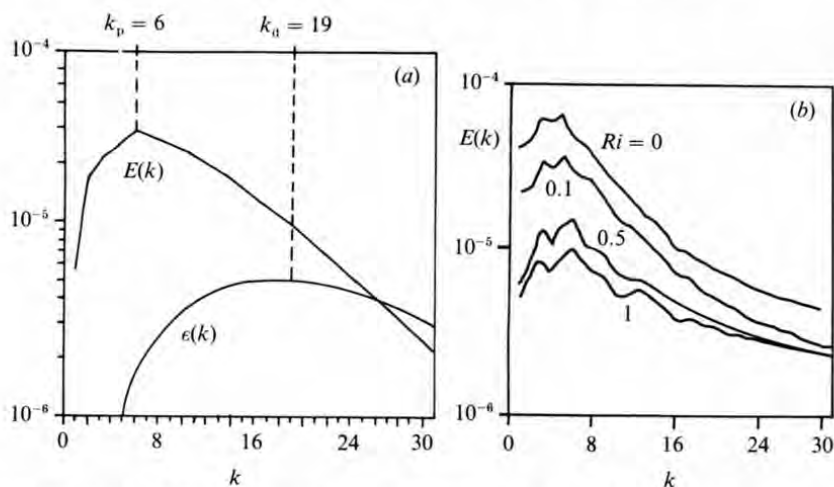 k_p = 6
k_d = 19
10^-4
(a)
E(k)
10^-5
ε(k)
10^-6
0 8 16 24 30
k
10^-4
(b)
E(k)
Ri = 0
0.1
10^-5
0.5
1
10^-6
0 8 16 24 30
k